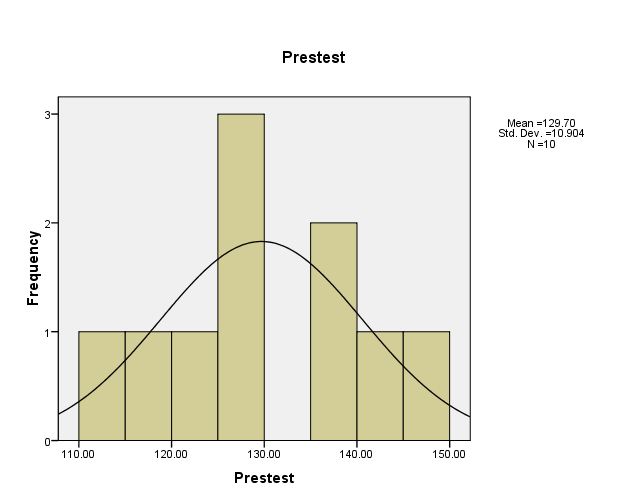 Prestest
Mean =129.70
Std. Dev. =10.904
N =10
Frequency
3
2
1
0
110.00 120.00 130.00 140.00 150.00
Prestest